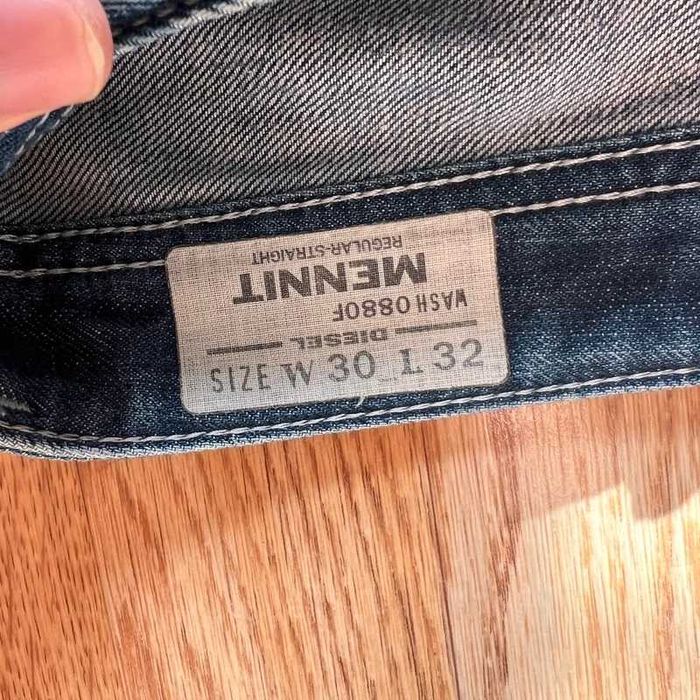 SIZE W 30 L 32
DIESEL
WASH 0880F
MENNIT
REGULAR-STRAIGHT